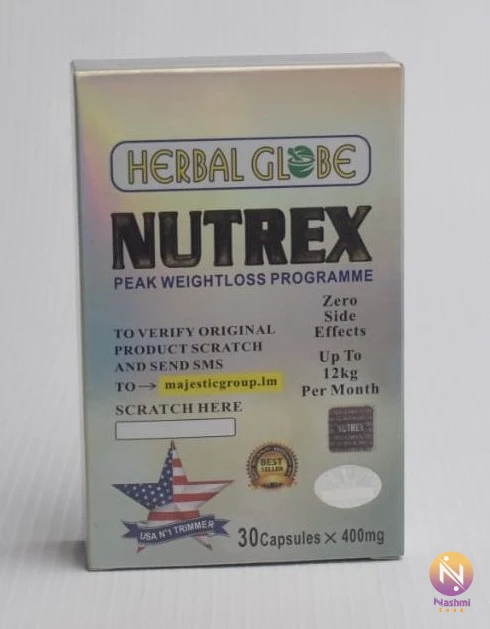 HERBAL GLOBE
NUTREX
PEAK WEIGHTLOSS PROGRAMME
Zero
Side
Effects
TO VERIFY ORIGINAL
PRODUCT SCRATCH
AND SEND SMS
TO → majesticgroup.lm
Up To
12kg
Per Month
SCRATCH HERE
NUTREX
BEST
SELLER
USA N°1 TRIMMER
30Capsules × 400mg
Nashmi